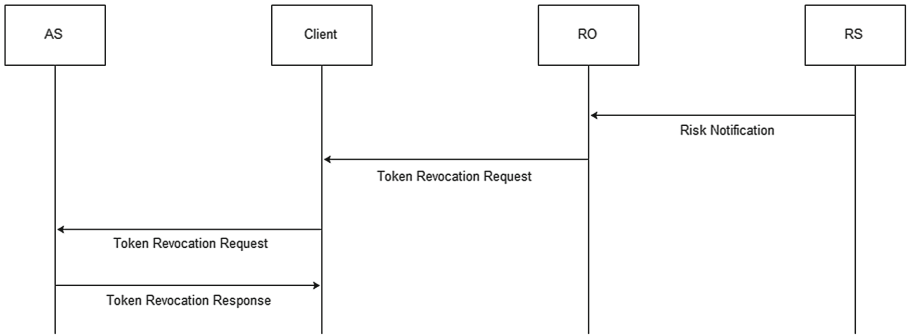 AS
Client
RO
RS
Risk Notification
Token Revocation Request
Token Revocation Request
Token Revocation Response